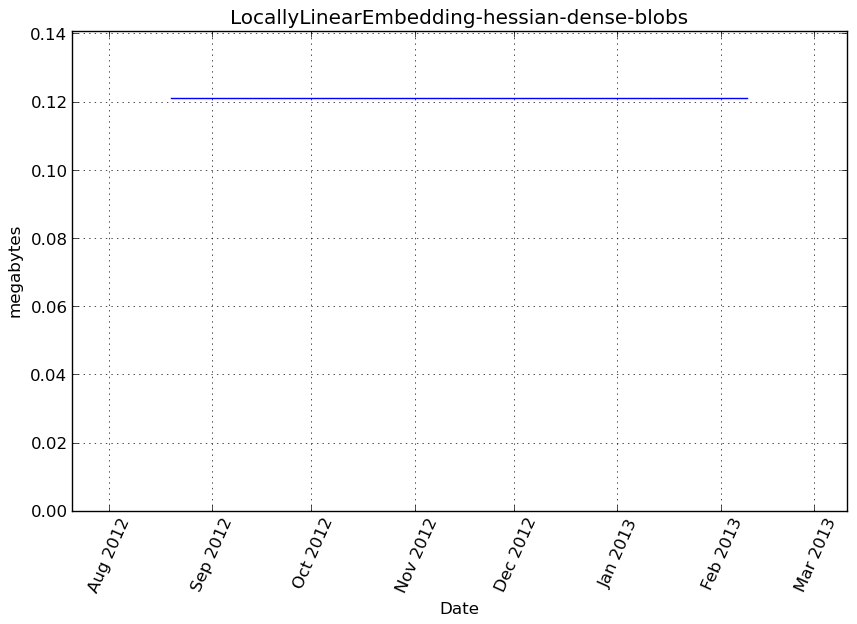 LocallyLinearEmbedding-hessian-dense-blobs
0.14
0.12
0.10
0.08
0.06
0.04
0.02
0.00
megabytes
Aug 2012
Sep 2012
Oct 2012
Nov 2012
Dec 2012
Jan 2013
Feb 2013
Mar 2013
Date